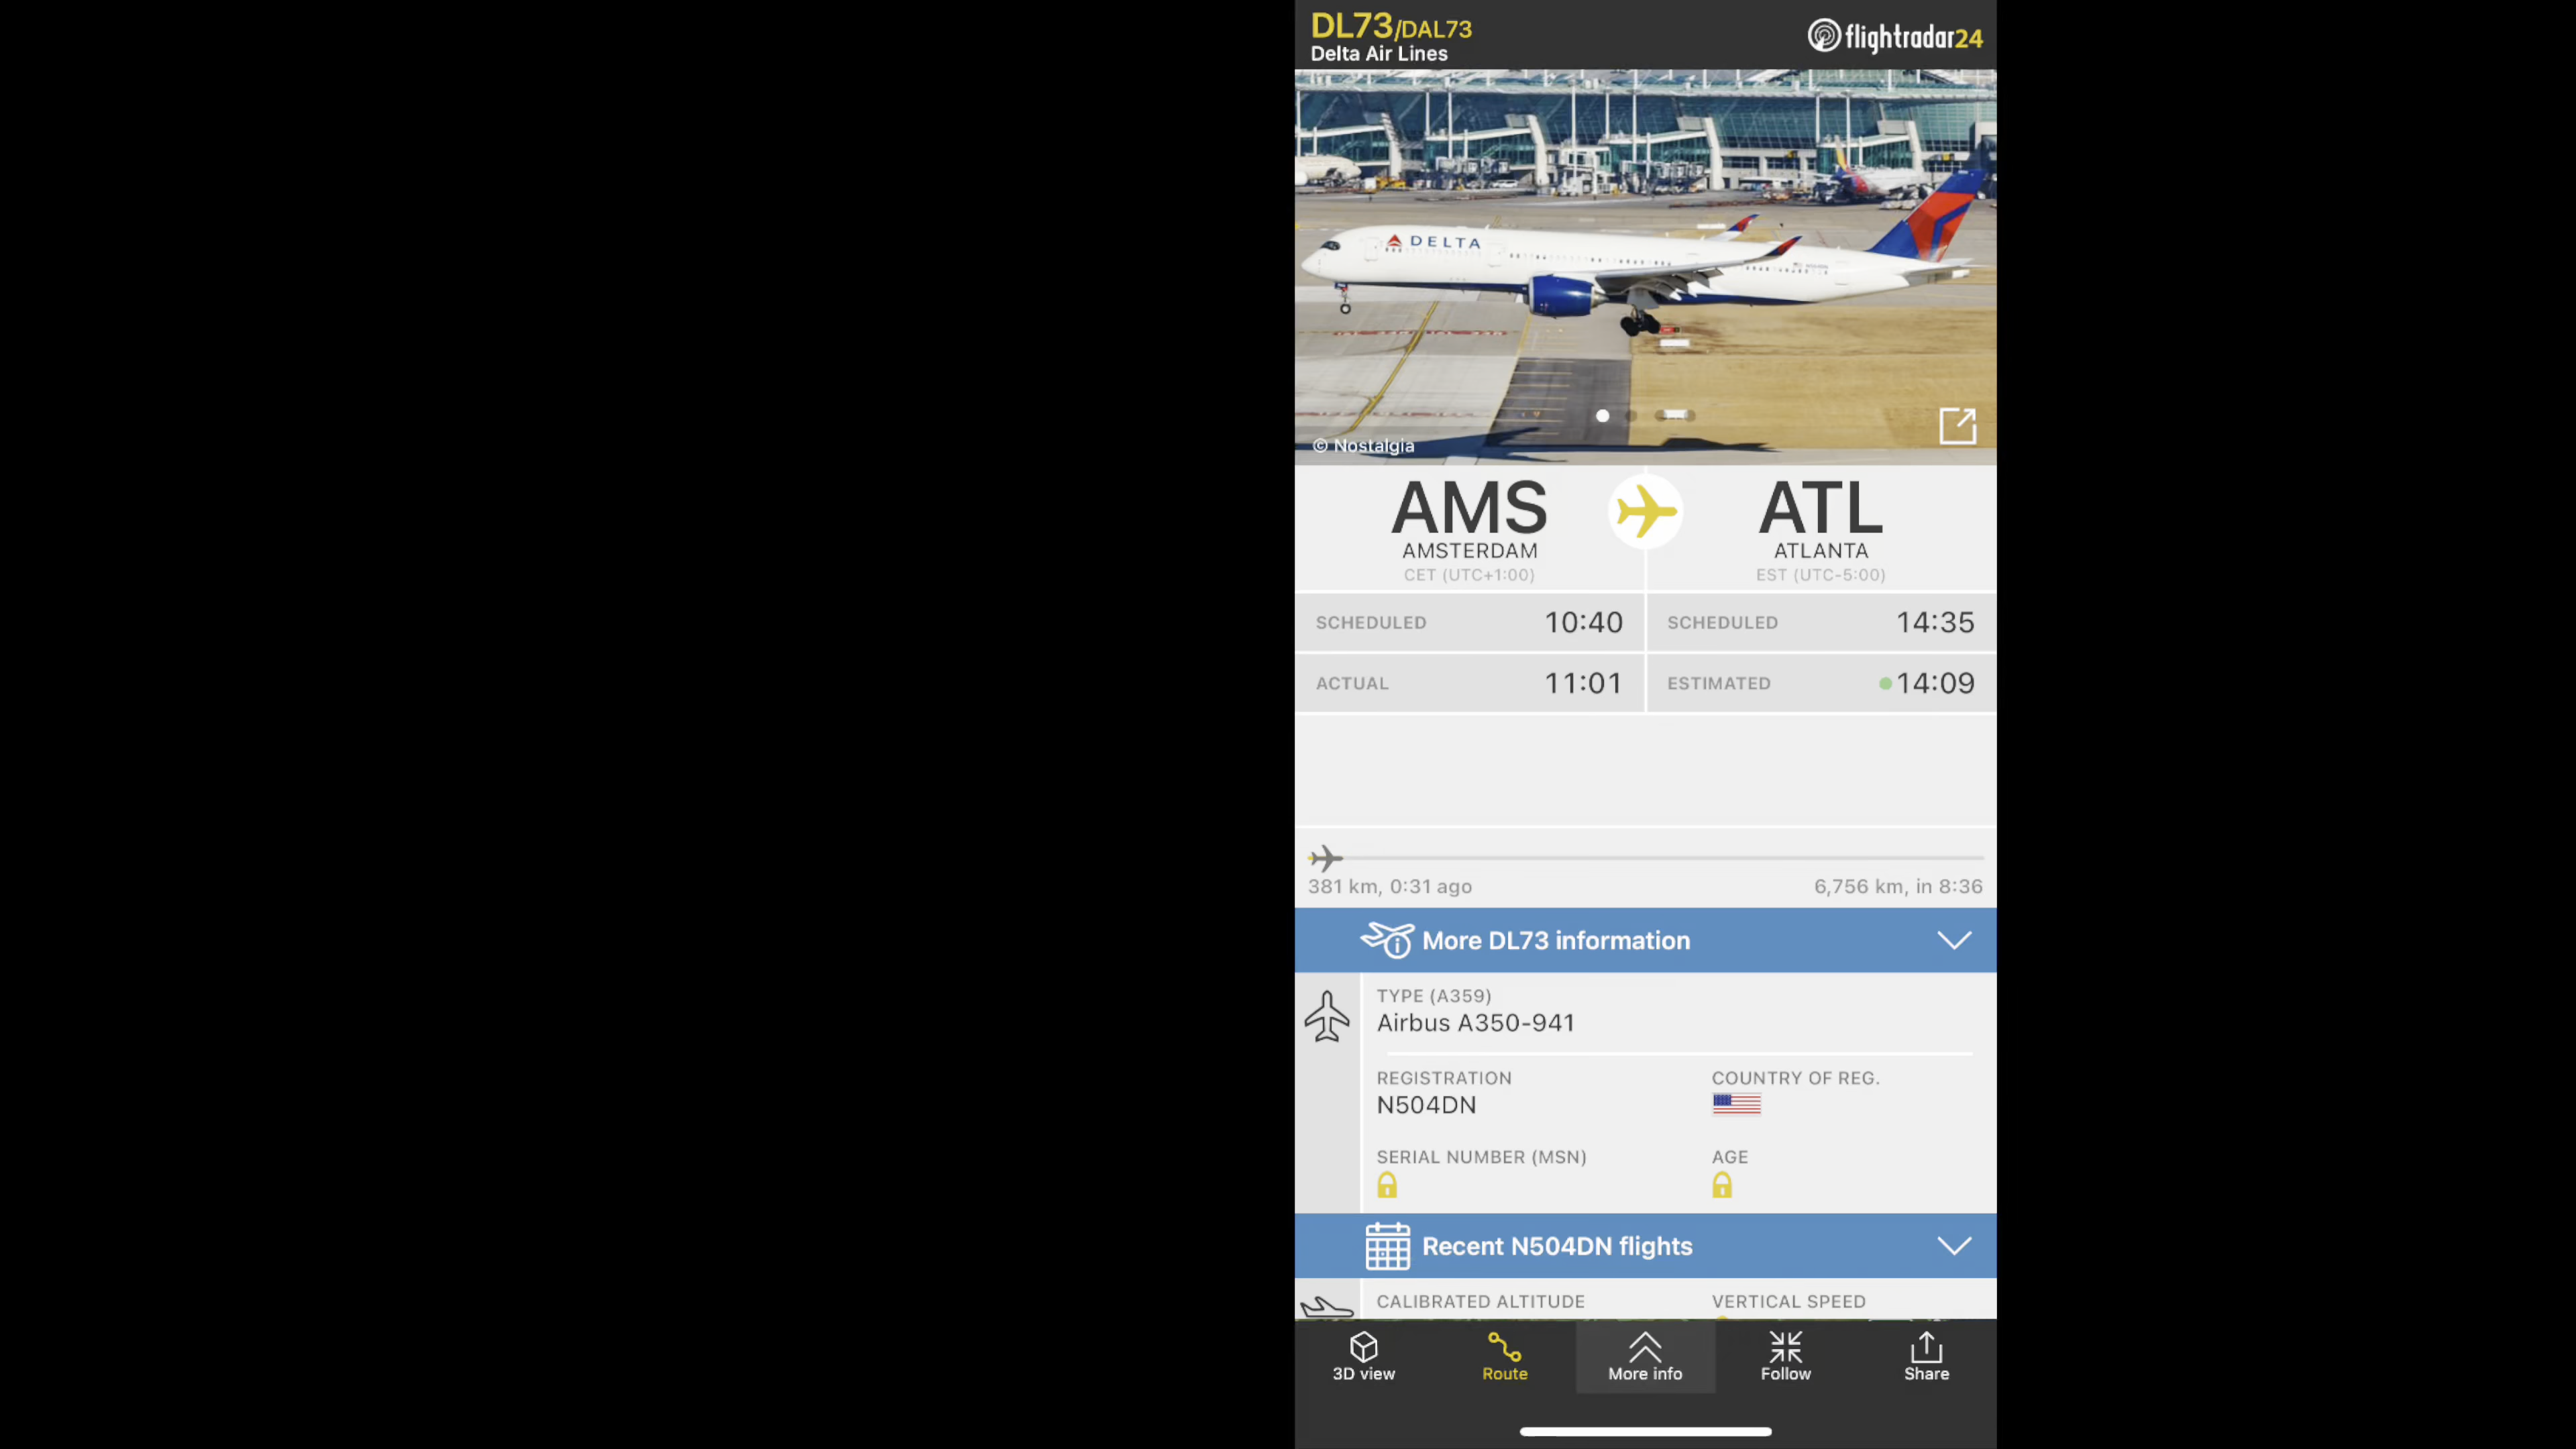 DL73/DAL73
Delta Air Lines
flightradar24
DELTA
© Nostalgia
AMS
AMSTERDAM
CET (UTC+1:00)
ATL
ATLANTA
EST (UTC-5:00)
SCHEDULED 10:40
SCHEDULED 14:35
ACTUAL 11:01
ESTIMATED 14:09
381 km, 0:31 ago
6,756 km, in 8:36
More DL73 information
TYPE (A359)
Airbus A350-941
REGISTRATION
N504DN
COUNTRY OF REG.
SERIAL NUMBER (MSN)
AGE
Recent N504DN flights
CALIBRATED ALTITUDE
VERTICAL SPEED
3D view
Route
More info
Follow
Share